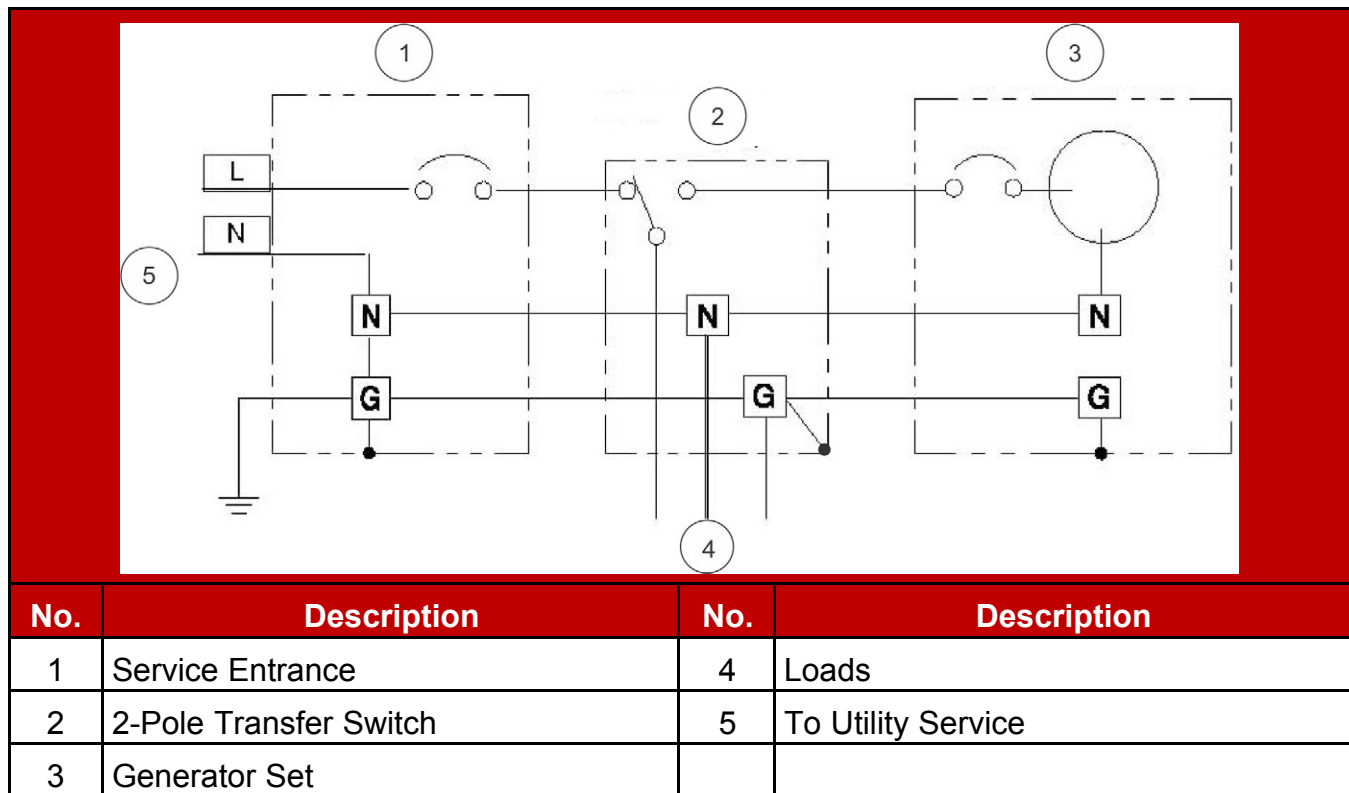 1
3
2
L
N
5
N
N
N
G
G
G
4
No. Description No. Description
1 Service Entrance 4 Loads
2 2-Pole Transfer Switch 5 To Utility Service
3 Generator Set